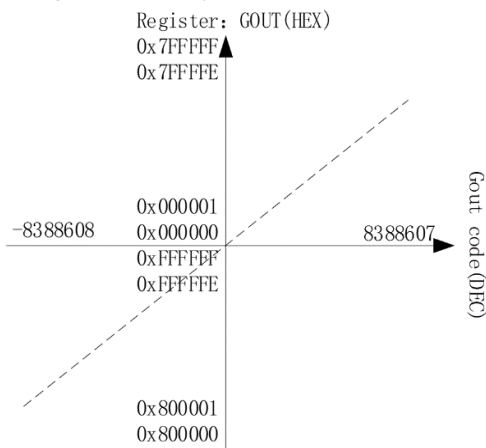 Register: GOUT(HEX)
0x7FFFFF
0x7FFFFE
0x000001
-8388608
0x000000
8388607
0xFFFFFF
0xFFFFFE
Gout code(DEC)
0x800001
0x800000